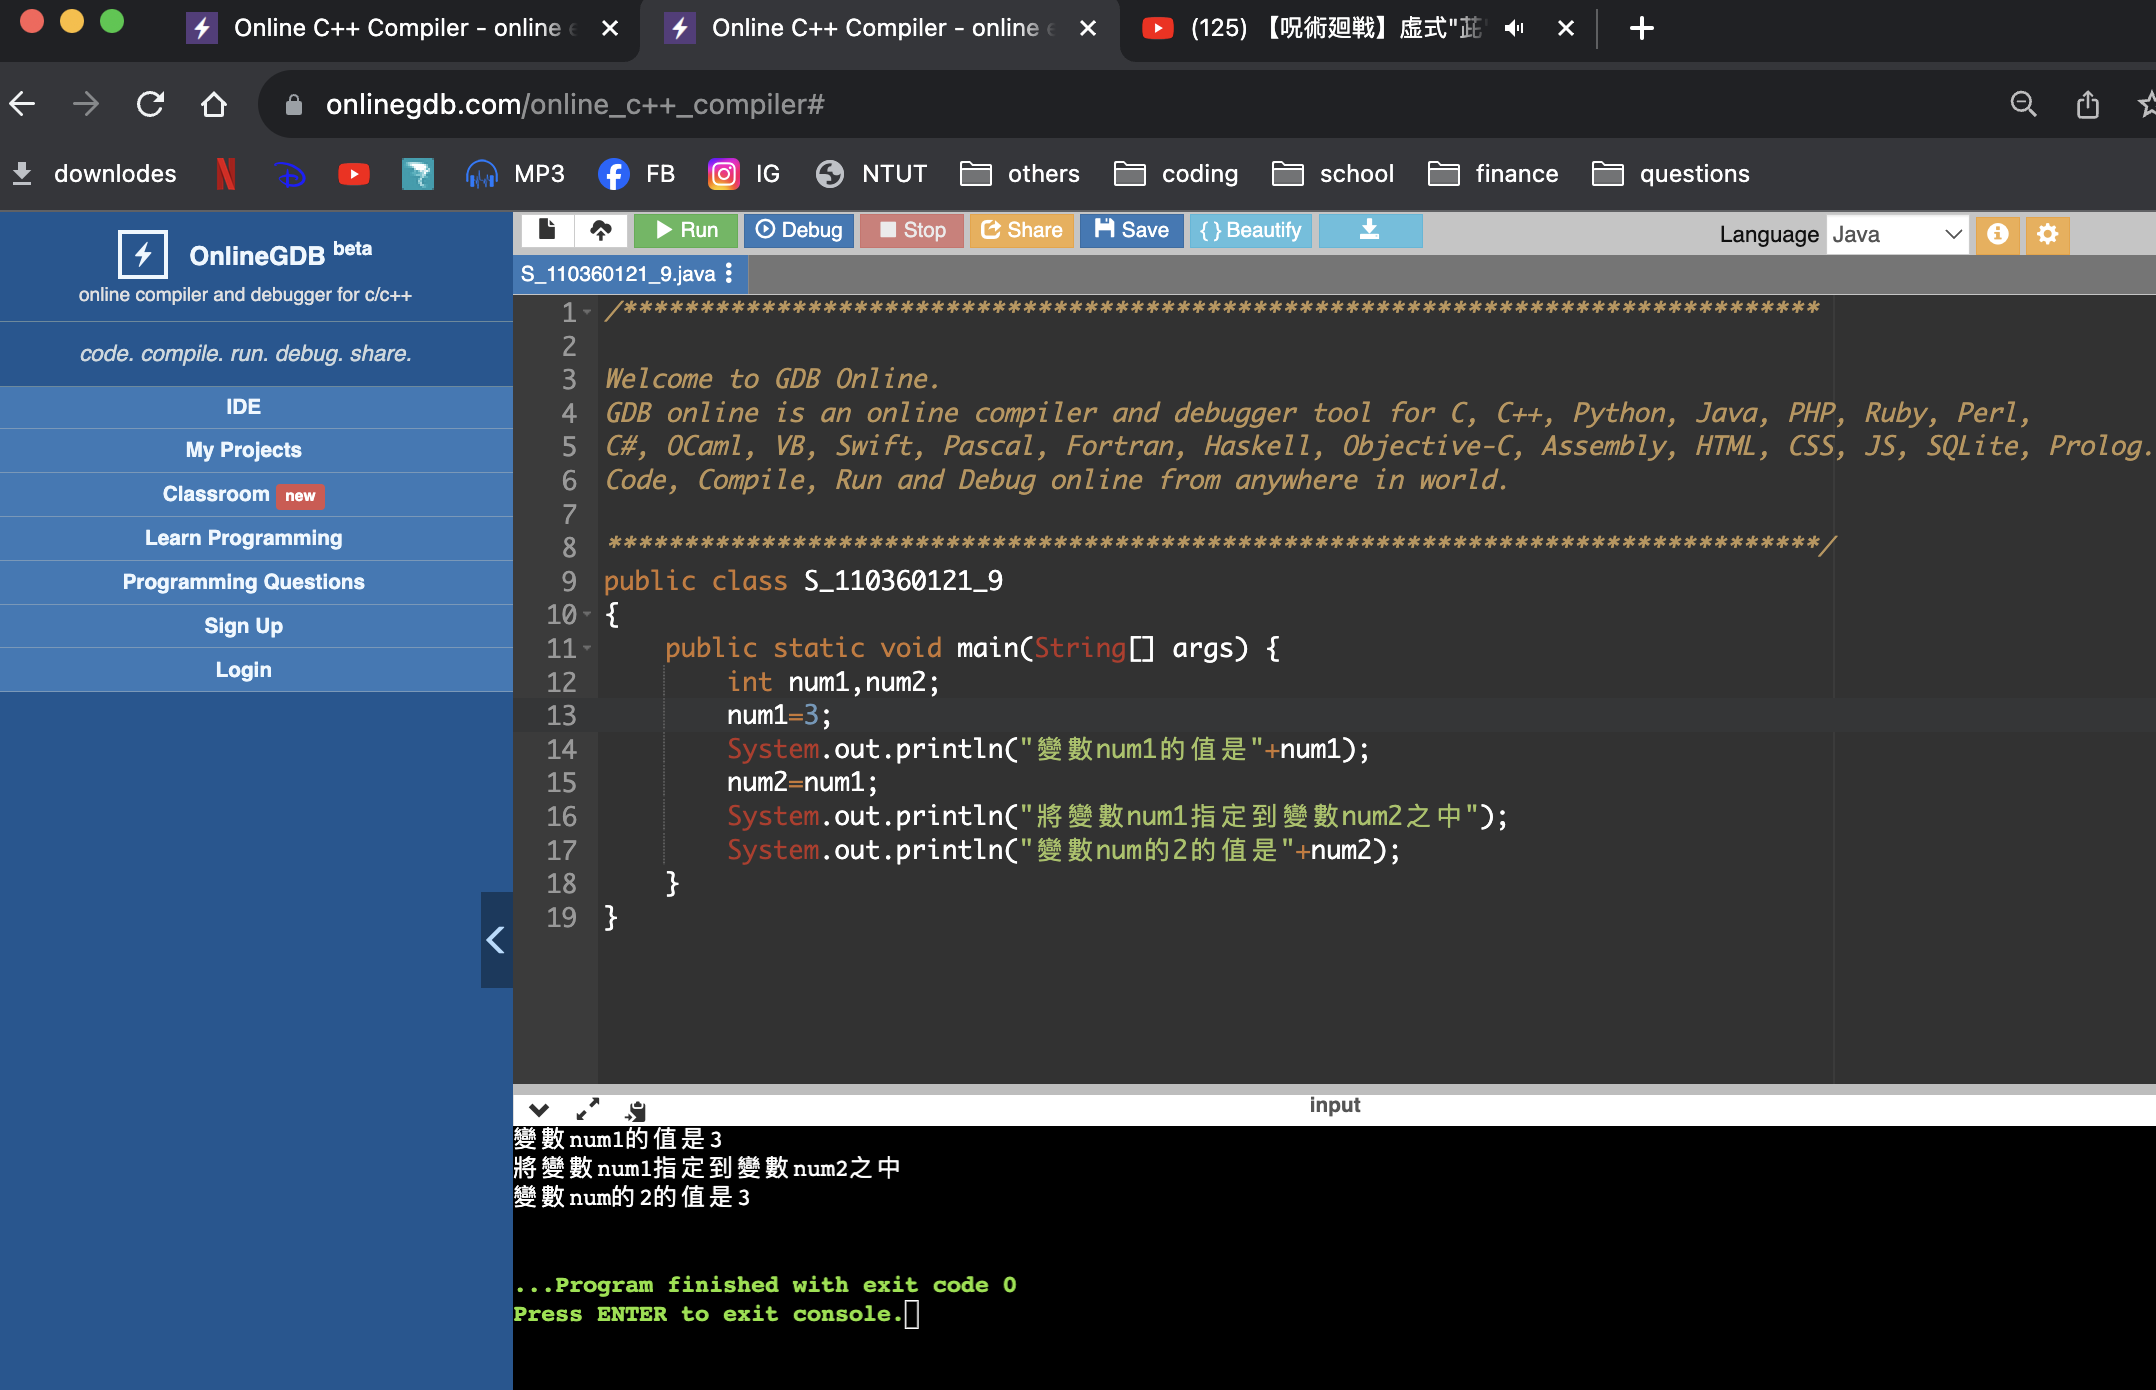 Online C++ Compiler - online e
Online C++ Compiler - online e
(125) 【呪術廻戦】虚式"茈"
onlinegdb.com/online_c++_compiler#
downlodes MP3 FB IG NTUT others coding school finance questions
OnlineGDB beta
online compiler and debugger for c/c++
code. compile. run. debug. share.
IDE
My Projects
Classroom new
Learn Programming
Programming Questions
Sign Up
Login
Run Debug Stop Share Save { } Beautify Language Java
S_110360121_9.java
1 /******************************************************************************
2
3 Welcome to GDB Online.
4 GDB online is an online compiler and debugger tool for C, C++, Python, Java, PHP, Ruby, Perl,
5 C#, OCaml, VB, Swift, Pascal, Fortran, Haskell, Objective-C, Assembly, HTML, CSS, JS, SQLite, Prolog.
6 Code, Compile, Run and Debug online from anywhere in world.
7
8 *******************************************************************************/
9 public class S_110360121_9
10 {
11 public static void main(String[] args) {
12 int num1,num2;
13 num1=3;
14 System.out.println("變數num1的值是"+num1);
15 num2=num1;
16 System.out.println("將變數num1指定到變數num2之中");
17 System.out.println("變數num的2的值是"+num2);
18 }
19 }
input
變數num1的值是3
將變數num1指定到變數num2之中
變數num的2的值是3
...Program finished with exit code 0
Press ENTER to exit console.